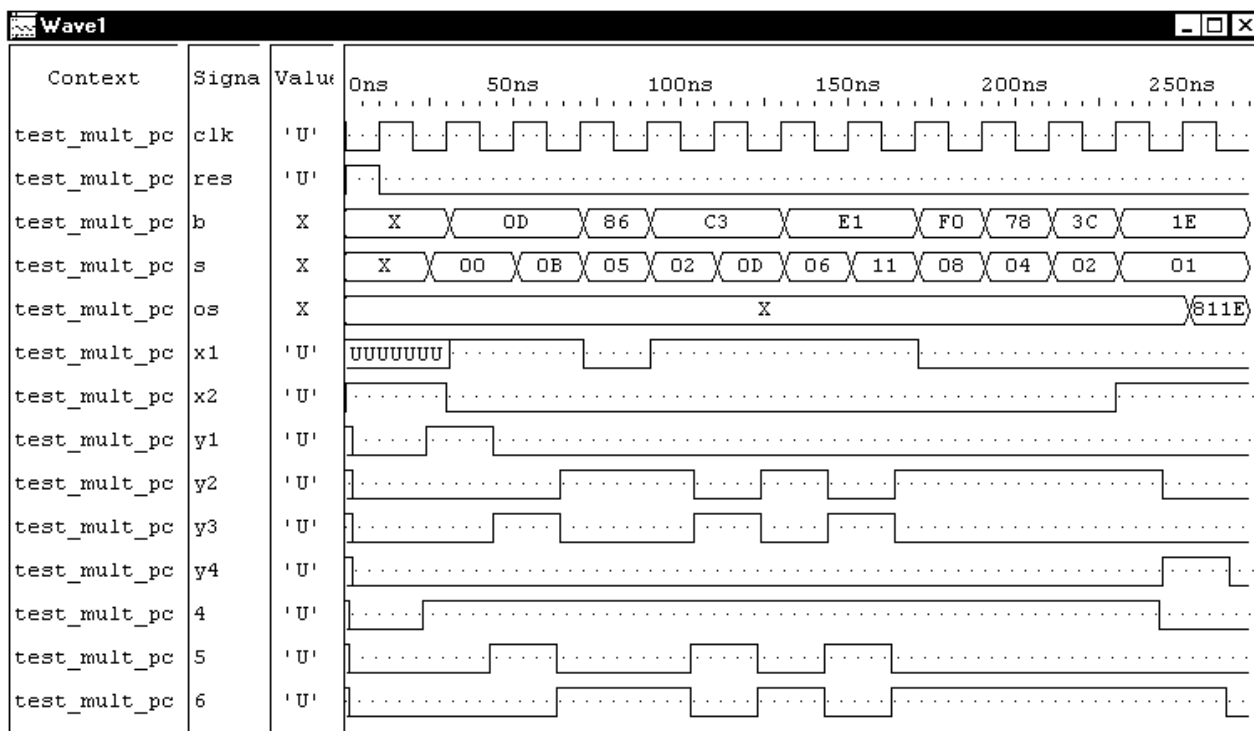 Wave1
Context Signa Value 0ns 50ns 100ns 150ns 200ns 250ns
test_mult_pc clk 'U'
test_mult_pc res 'U'
test_mult_pc b X X 0D 86 C3 E1 F0 78 3C 1E
test_mult_pc s X X 00 0B 05 02 0D 06 11 08 04 02 01
test_mult_pc os X X 811E
test_mult_pc x1 'U' UUUUUUU
test_mult_pc x2 'U'
test_mult_pc y1 'U'
test_mult_pc y2 'U'
test_mult_pc y3 'U'
test_mult_pc y4 'U'
test_mult_pc 4 'U'
test_mult_pc 5 'U'
test_mult_pc 6 'U'